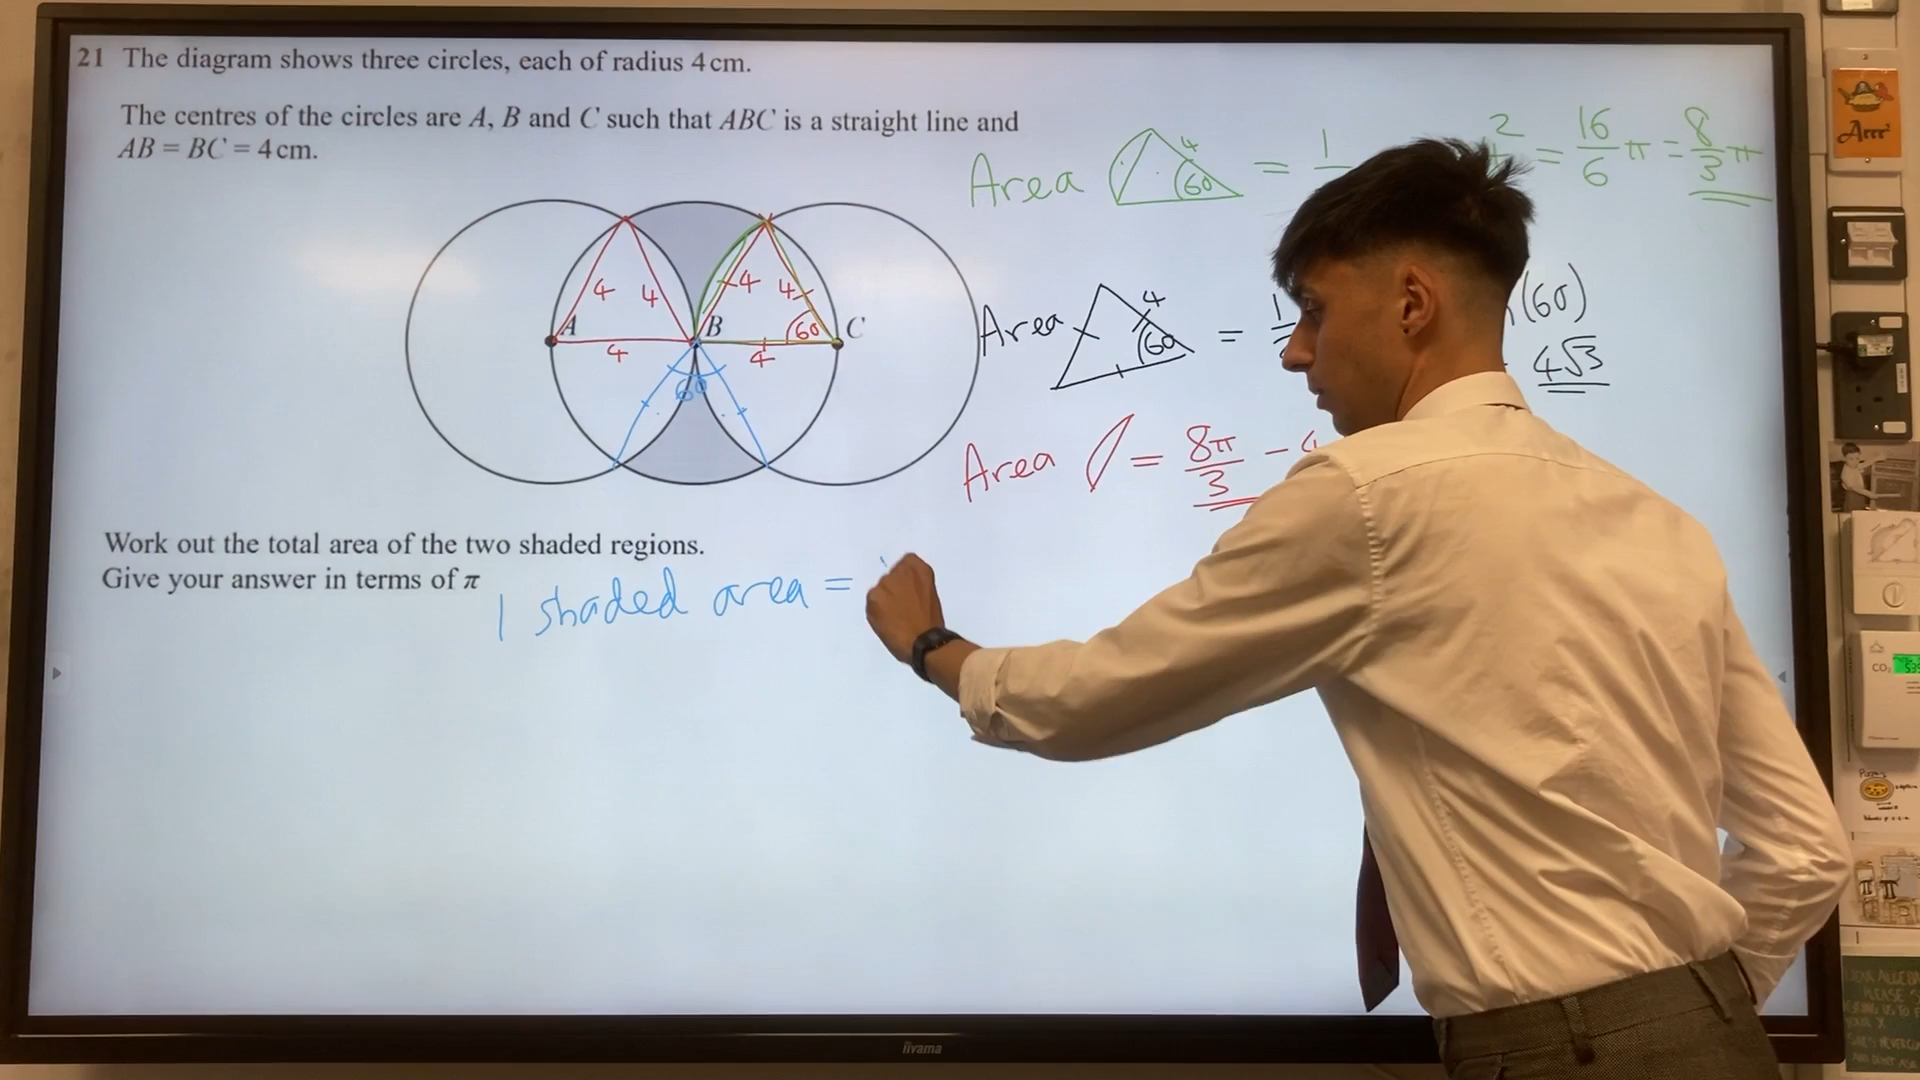 21 The diagram shows three circles, each of radius 4 cm.
The centres of the circles are A, B and C such that ABC is a straight line and
AB = BC = 4 cm.
Area 4 60 = 1 2 = 16/6 π = 8/3 π
4 4 4 4
A B 60 C
4 4
60
Area 4 60 = 1 (60)
4√3
Area = 8π/3 -
Work out the total area of the two shaded regions.
Give your answer in terms of π
1 shaded area =
iiyama
Arrr²
CO₂